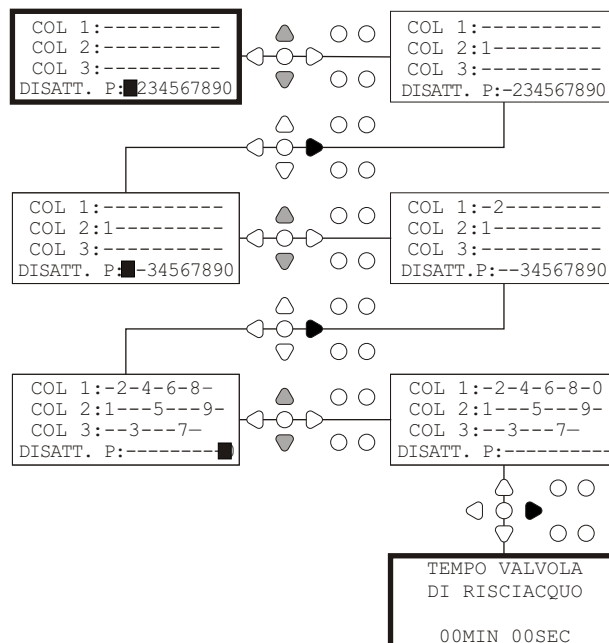 COL 1:----------
COL 2:----------
COL 3:----------
DISATT. P:█234567890
COL 1:----------
COL 2:1---------
COL 3:----------
DISATT. P:-234567890
COL 1:----------
COL 2:1---------
COL 3:----------
DISATT. P:█-34567890
COL 1:-2--------
COL 2:1---------
COL 3:----------
DISATT.P:--34567890
COL 1:-2-4-6-8-
COL 2:1---5---9-
COL 3:--3---7—
DISATT. P:---------█
COL 1:-2-4-6-8-0
COL 2:1---5---9-
COL 3:--3---7—
DISATT. P:----------
TEMPO VALVOLA
DI RISCIACQUO
00MIN 00SEC